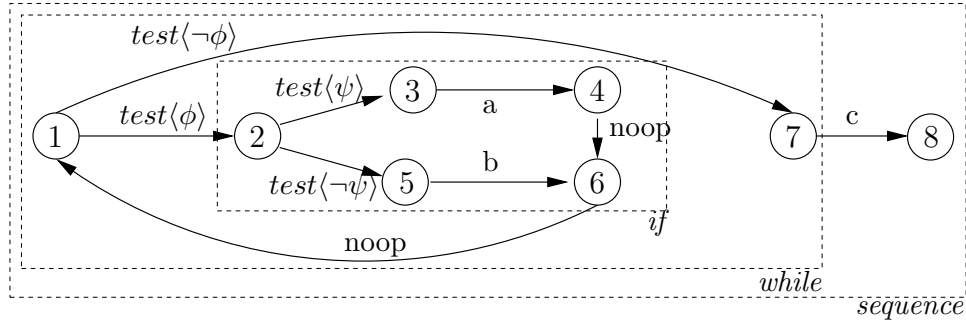 test⟨¬ϕ⟩
test⟨ψ⟩
3
4
a
test⟨ϕ⟩
noop
1
2
7
c
8
b
test⟨¬ψ⟩
5
6
if
noop
while
sequence